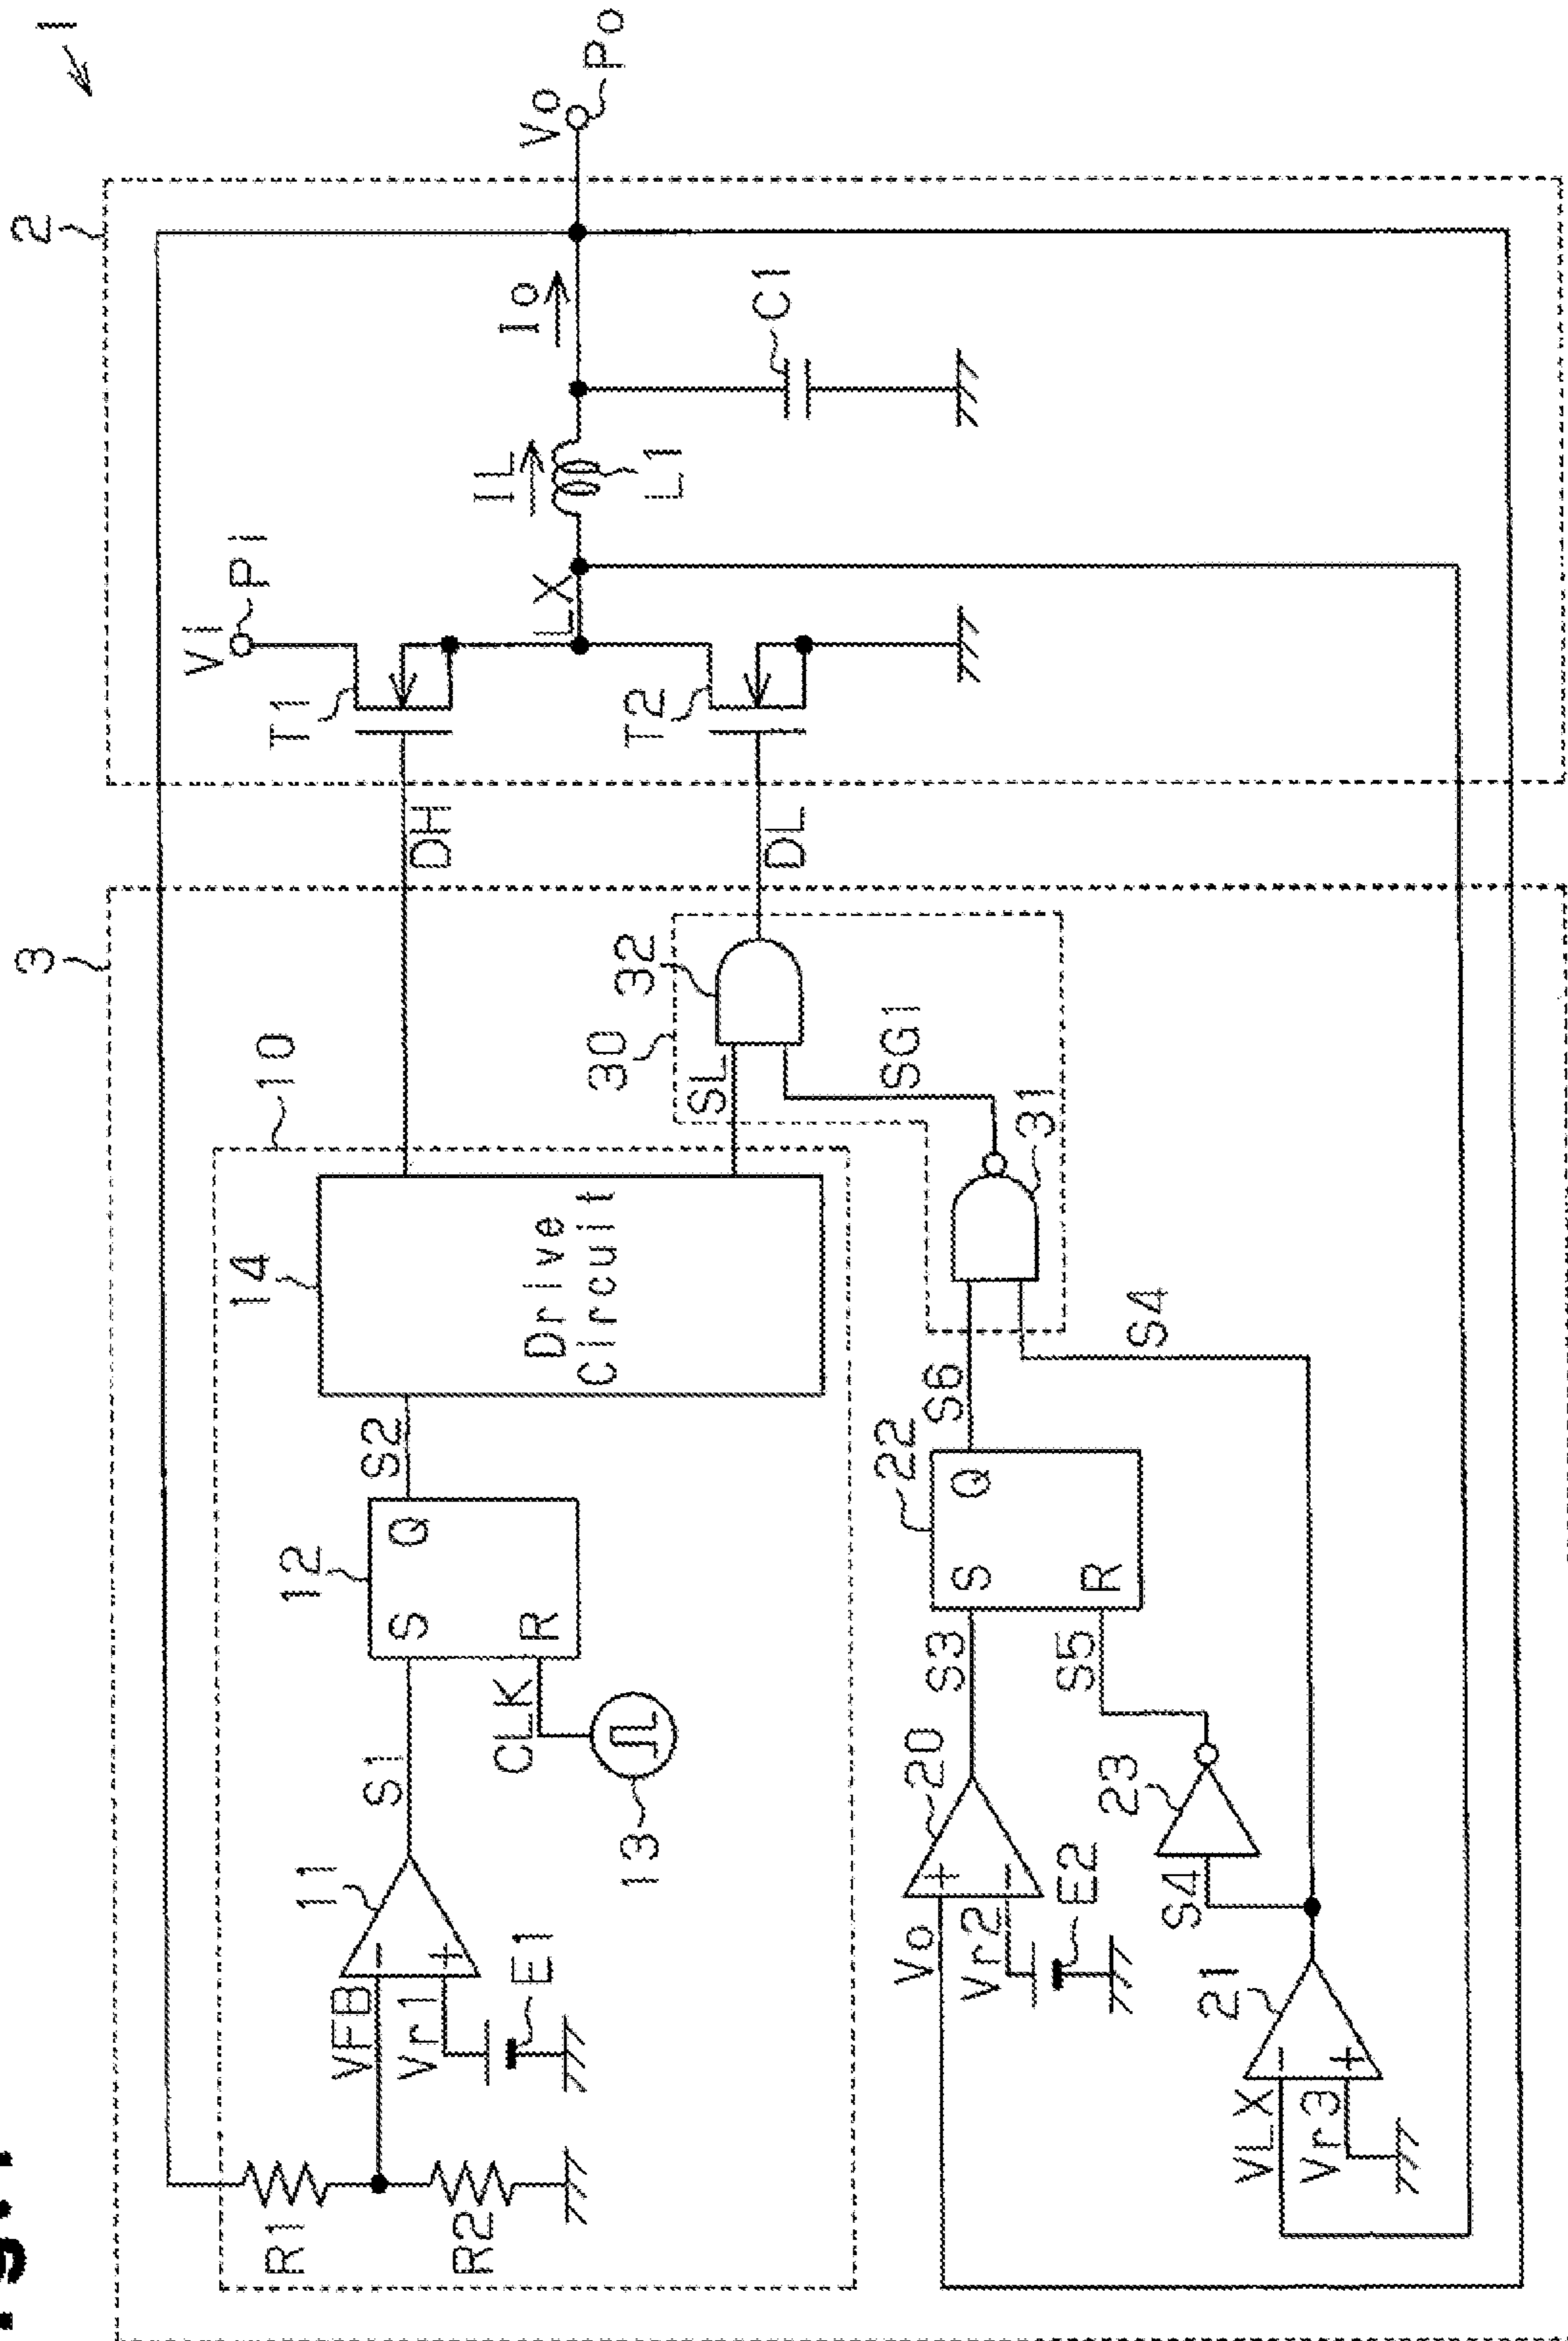 1
2
3
Vi
Pi
T1
DH
LX
IL
L1
Io
Vo
Po
C1
T2
DL
10
14
Drive
Circuit
S2
12
S
Q
R
CLK
13
S1
11
VFB
Vr1
E1
R1
R2
30
32
SL
SG1
31
S6
S4
22
S
Q
R
S3
S5
20
Vo
Vr2
E2
23
S4
21
VLX
Vr3